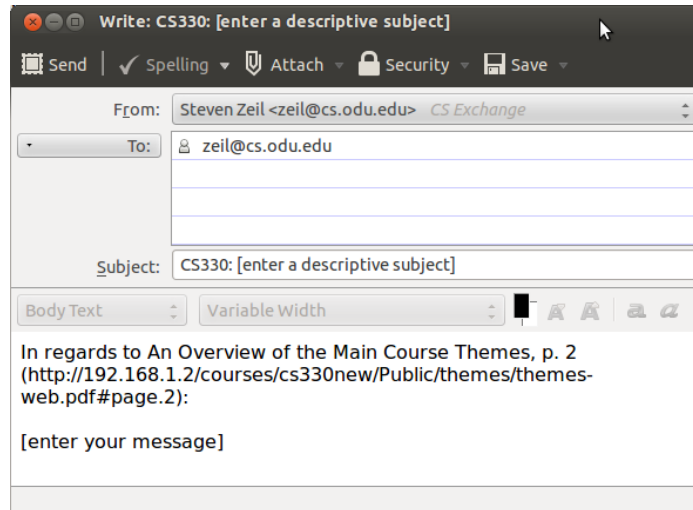 Write: CS330: [enter a descriptive subject]
Send Spelling Attach Security Save
From: Steven Zeil <zeil@cs.odu.edu> CS Exchange
To: zeil@cs.odu.edu
Subject: CS330: [enter a descriptive subject]
Body Text Variable Width A A a a
In regards to An Overview of the Main Course Themes, p. 2
(http://192.168.1.2/courses/cs330new/Public/themes/themes-
web.pdf#page.2):
[enter your message]